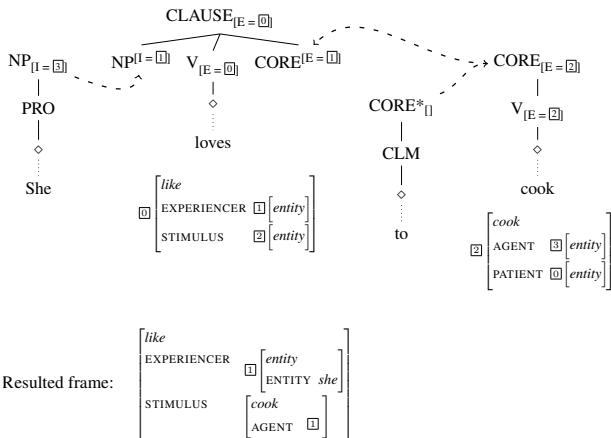 CLAUSE[E = 0]
NP[I = 3] NP[I = 1] V[E = 0] CORE[E = 1] CORE[E = 2]
PRO CORE*[] V[E = 2]
◇ ◇ CLM ◇
She loves ◇ cook
to
0 [like
EXPERIENCER 1 [entity]
STIMULUS 2 [entity]]
2 [cook
AGENT 3 [entity]
PATIENT 0 [entity]]
Resulted frame:
[like
EXPERIENCER 1 [entity
ENTITY she]
STIMULUS [cook
AGENT 1]]